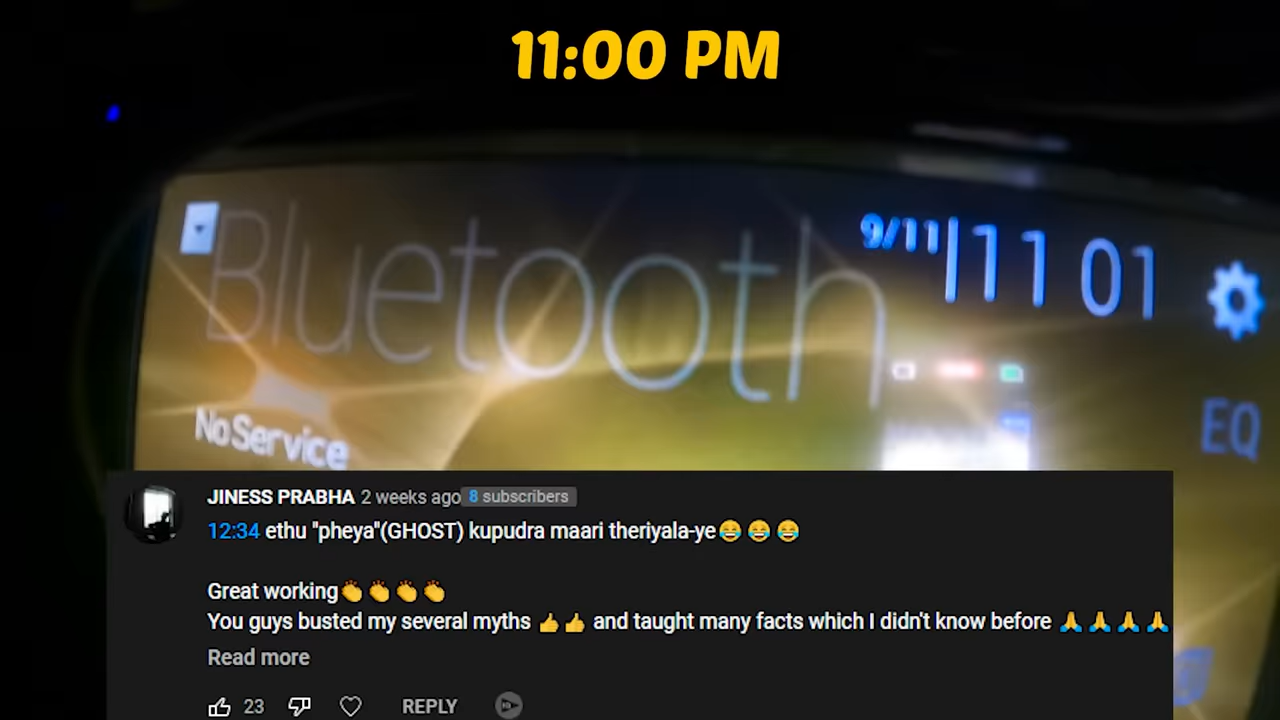 11:00 PM
Bluetooth
9/11 | 11 01
No Service
EQ
JINESS PRABHA 2 weeks ago 8 subscribers
12:34 ethu "pheya"(GHOST) kupudra maari theriyala-ye😂 😂 😂
Great working👏 👏 👏 👏
You guys busted my several myths 👍👍 and taught many facts which I didn't know before 🙏 🙏 🙏 🙏
Read more
23 REPLY